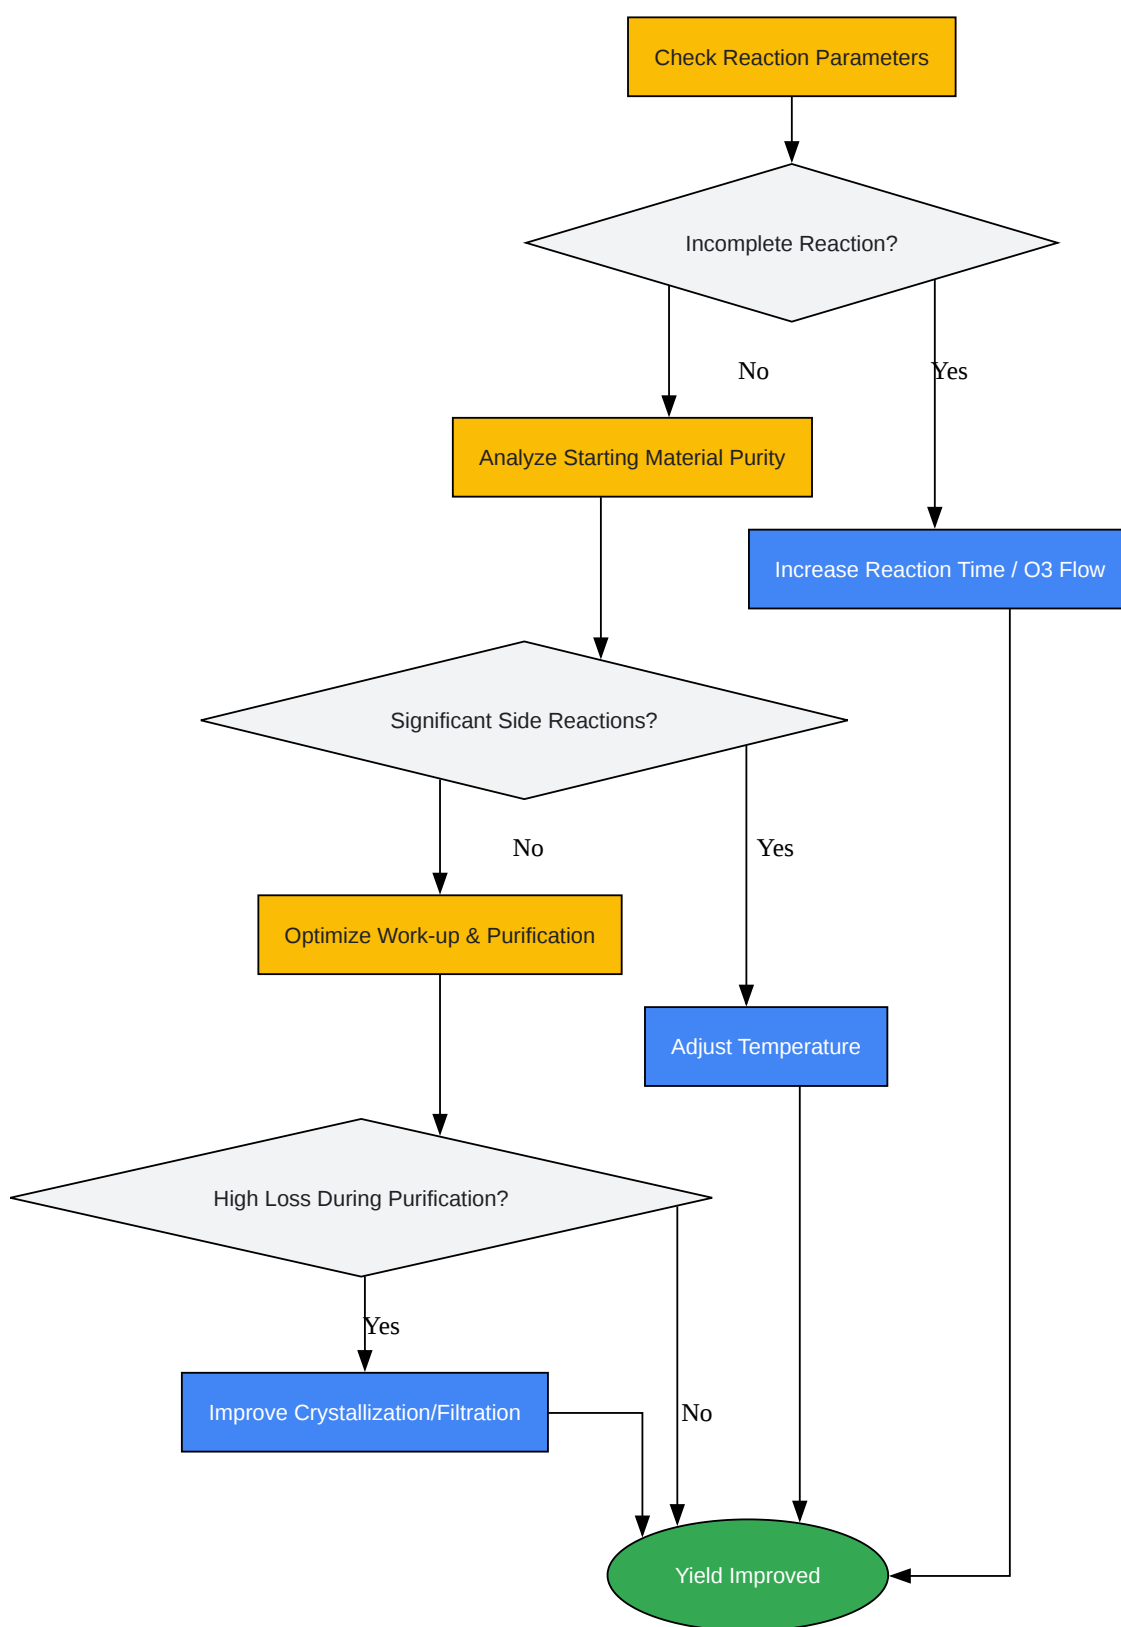 Check Reaction Parameters
Incomplete Reaction?
No
Yes
Analyze Starting Material Purity
Increase Reaction Time / O3 Flow
Significant Side Reactions?
No
Yes
Optimize Work-up & Purification
Adjust Temperature
High Loss During Purification?
Yes
Improve Crystallization/Filtration
No
Yield Improved